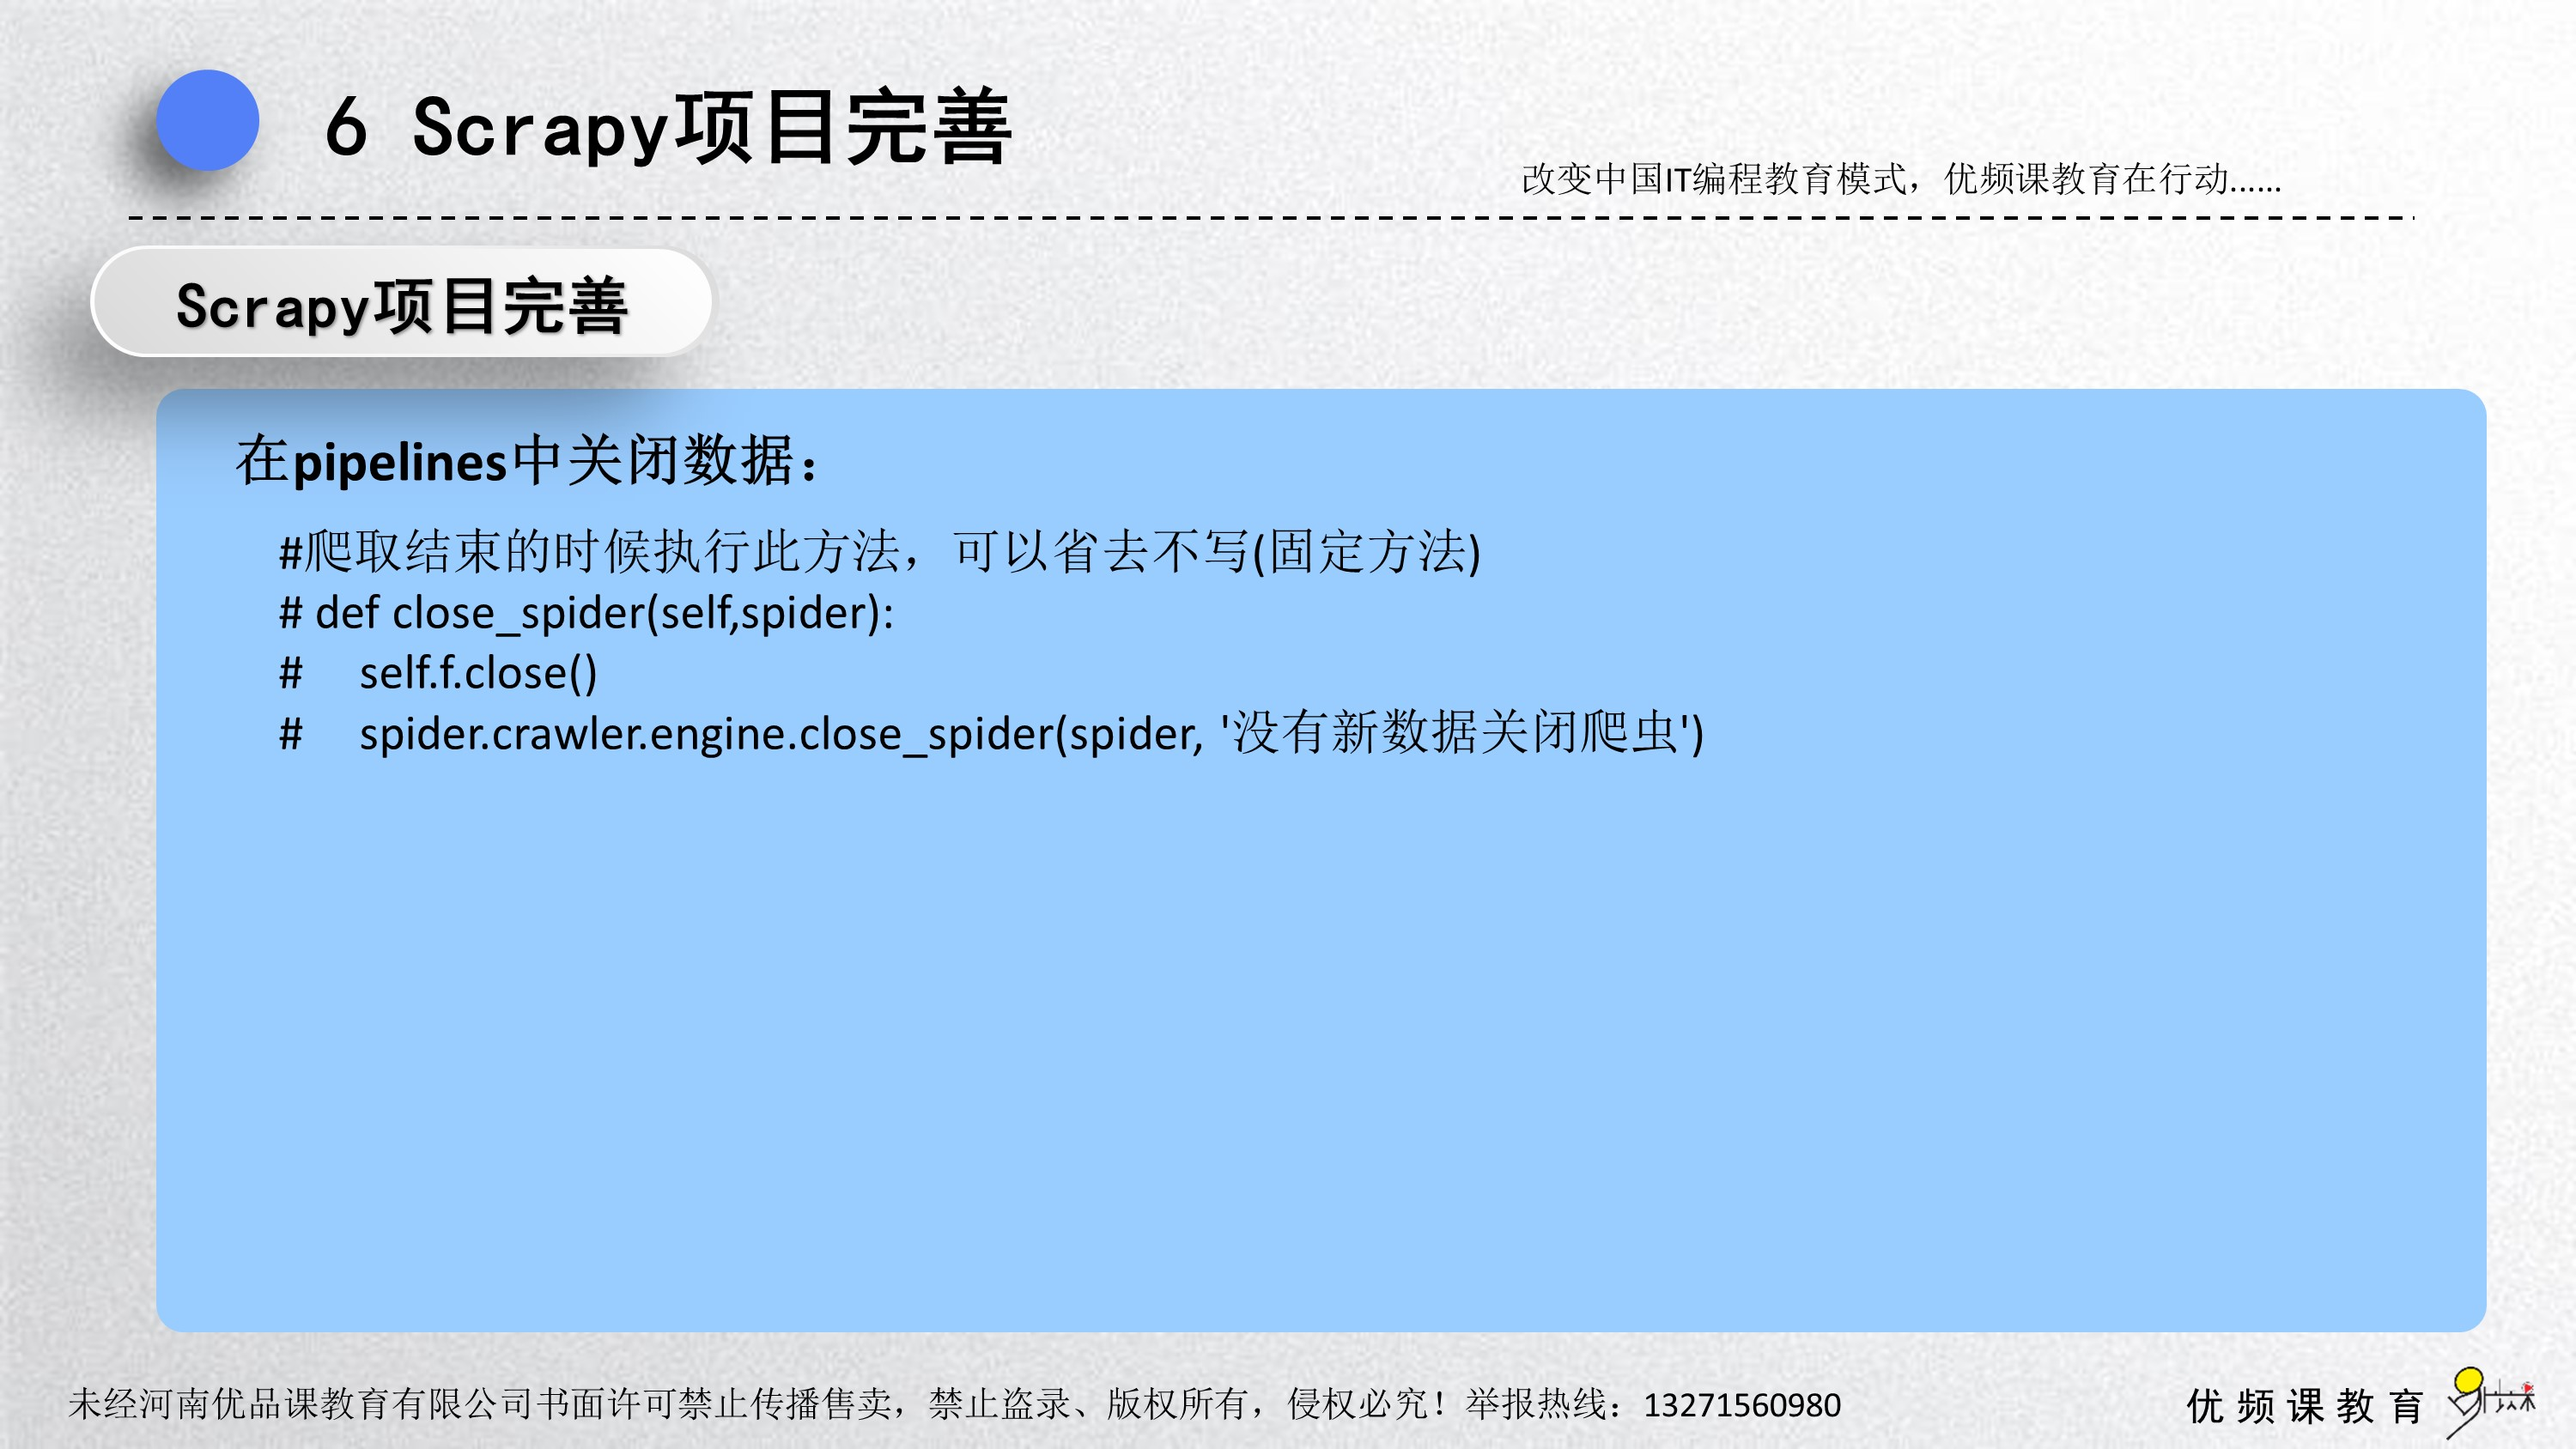 6 Scrapy项目完善
改变中国IT编程教育模式，优频课教育在行动......
Scrapy项目完善
在pipelines中关闭数据：
#爬取结束的时候执行此方法，可以省去不写(固定方法)
# def close_spider(self,spider):
#     self.f.close()
#     spider.crawler.engine.close_spider(spider, '没有新数据关闭爬虫')
未经河南优品课教育有限公司书面许可禁止传播售卖，禁止盗录、版权所有，侵权必究！举报热线：13271560980
优频课教育